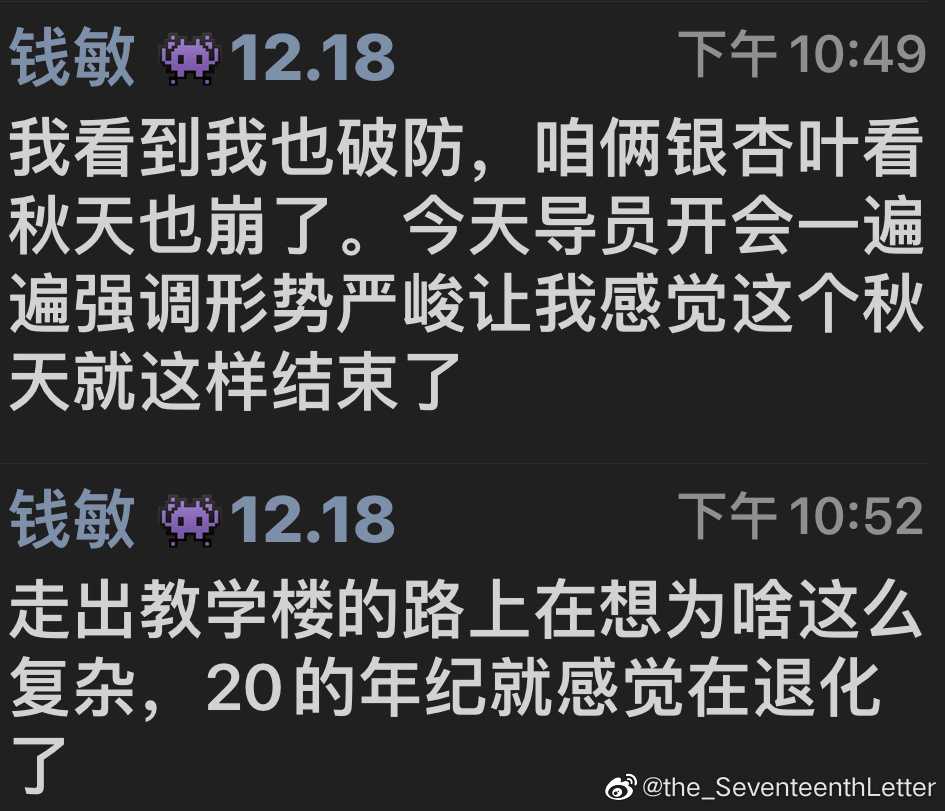 钱敏 👾12.18 下午10:49
我看到我也破防，咱俩银杏叶看
秋天也崩了。今天导员开会一遍
遍强调形势严峻让我感觉这个秋
天就这样结束了
钱敏 👾12.18 下午10:52
走出教学楼的路上在想为啥这么
复杂，20的年纪就感觉在退化
了
@the_SeventeenthLetter